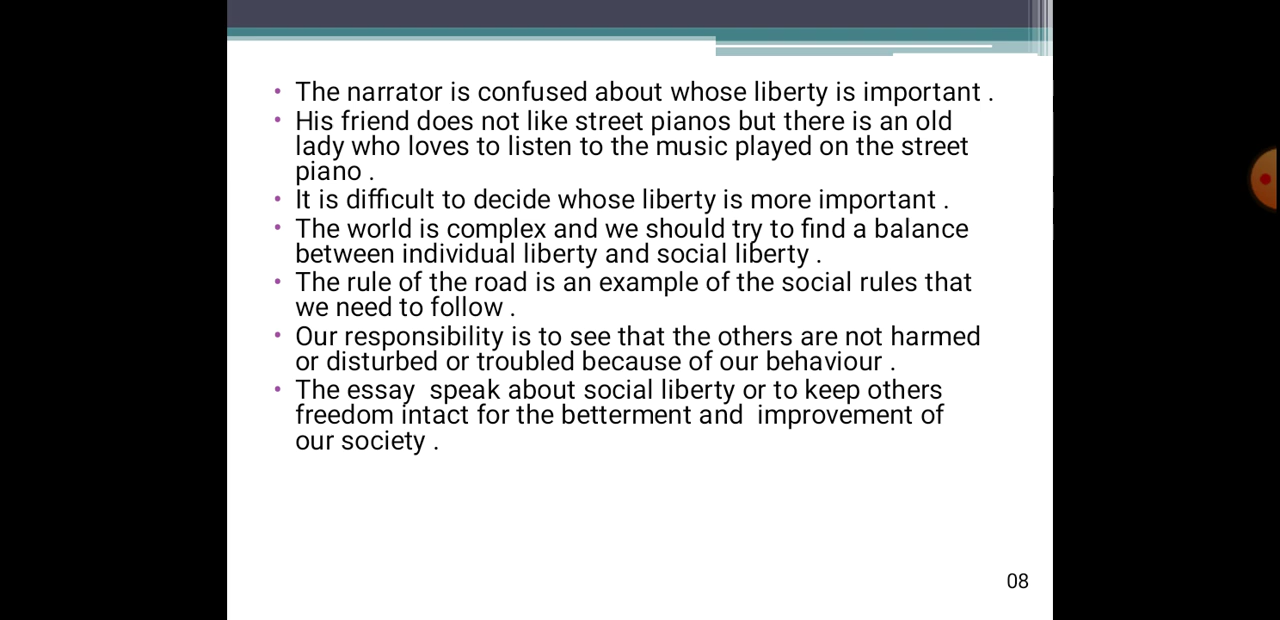 • The narrator is confused about whose liberty is important .
• His friend does not like street pianos but there is an old
lady who loves to listen to the music played on the street
piano .
• It is difficult to decide whose liberty is more important .
• The world is complex and we should try to find a balance
between individual liberty and social liberty .
• The rule of the road is an example of the social rules that
we need to follow .
• Our responsibility is to see that the others are not harmed
or disturbed or troubled because of our behaviour .
• The essay  speak about social liberty or to keep others
freedom intact for the betterment and  improvement of
our society .
08